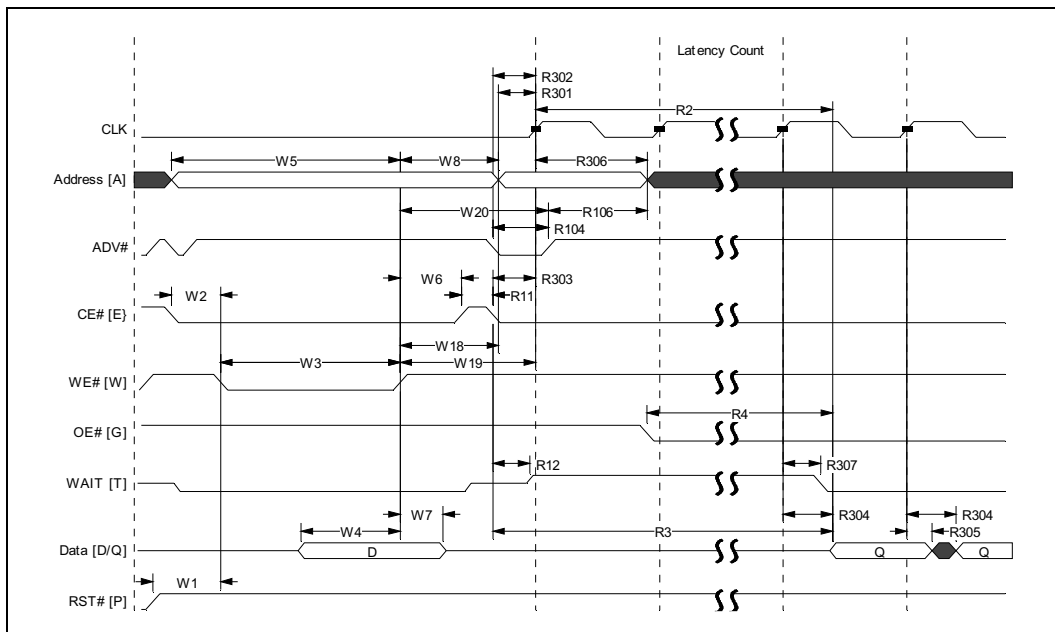 Latency Count
R302
R301
R2
CLK
W5
W8
R306
Address [A]
W20
R106
R104
ADV#
W6
R303
W2
R11
CE# [E}
W18
W3
W19
WE# [W]
R4
OE# [G]
R12
R307
WAIT [T]
W7
R304
R304
W4
R3
R305
Data [D/Q]
D
Q
Q
W1
RST# [P]